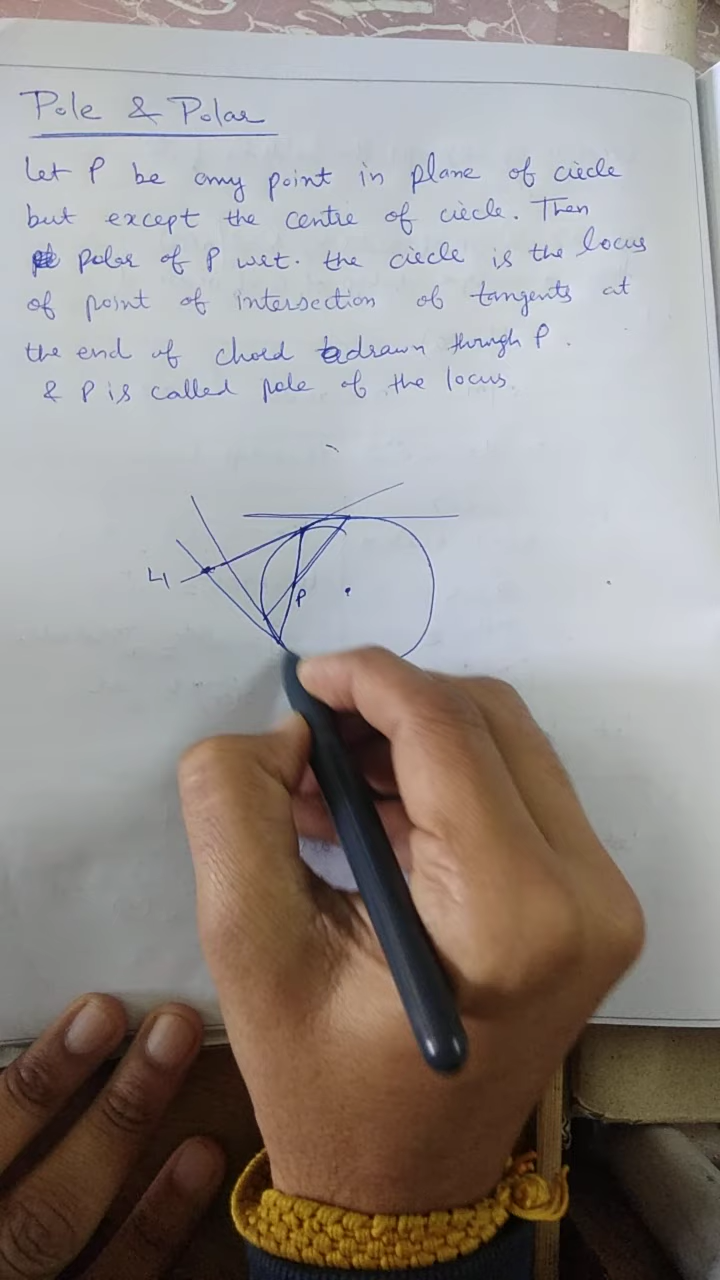 Pole & Polar
Let P be any point in plane of circle
but except the centre of circle. Then
polar of P w.r.t. the circle is the locus
of point of intersection of tangents at
the end of chord drawn through P.
& P is called pole of the locus.
P